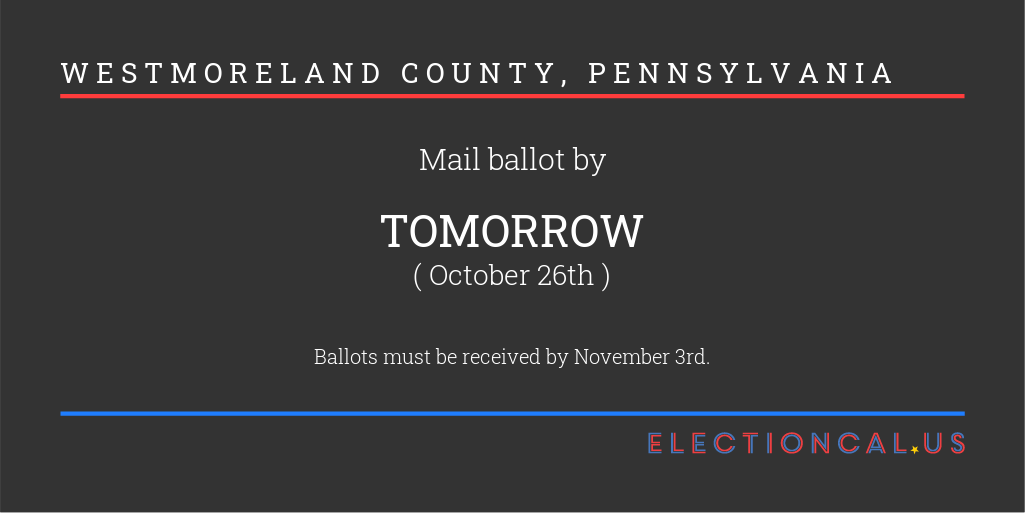 WESTMORELAND COUNTY, PENNSYLVANIA
Mail ballot by
TOMORROW
( October 26th )
Ballots must be received by November 3rd.
ELECTIONCAL.US